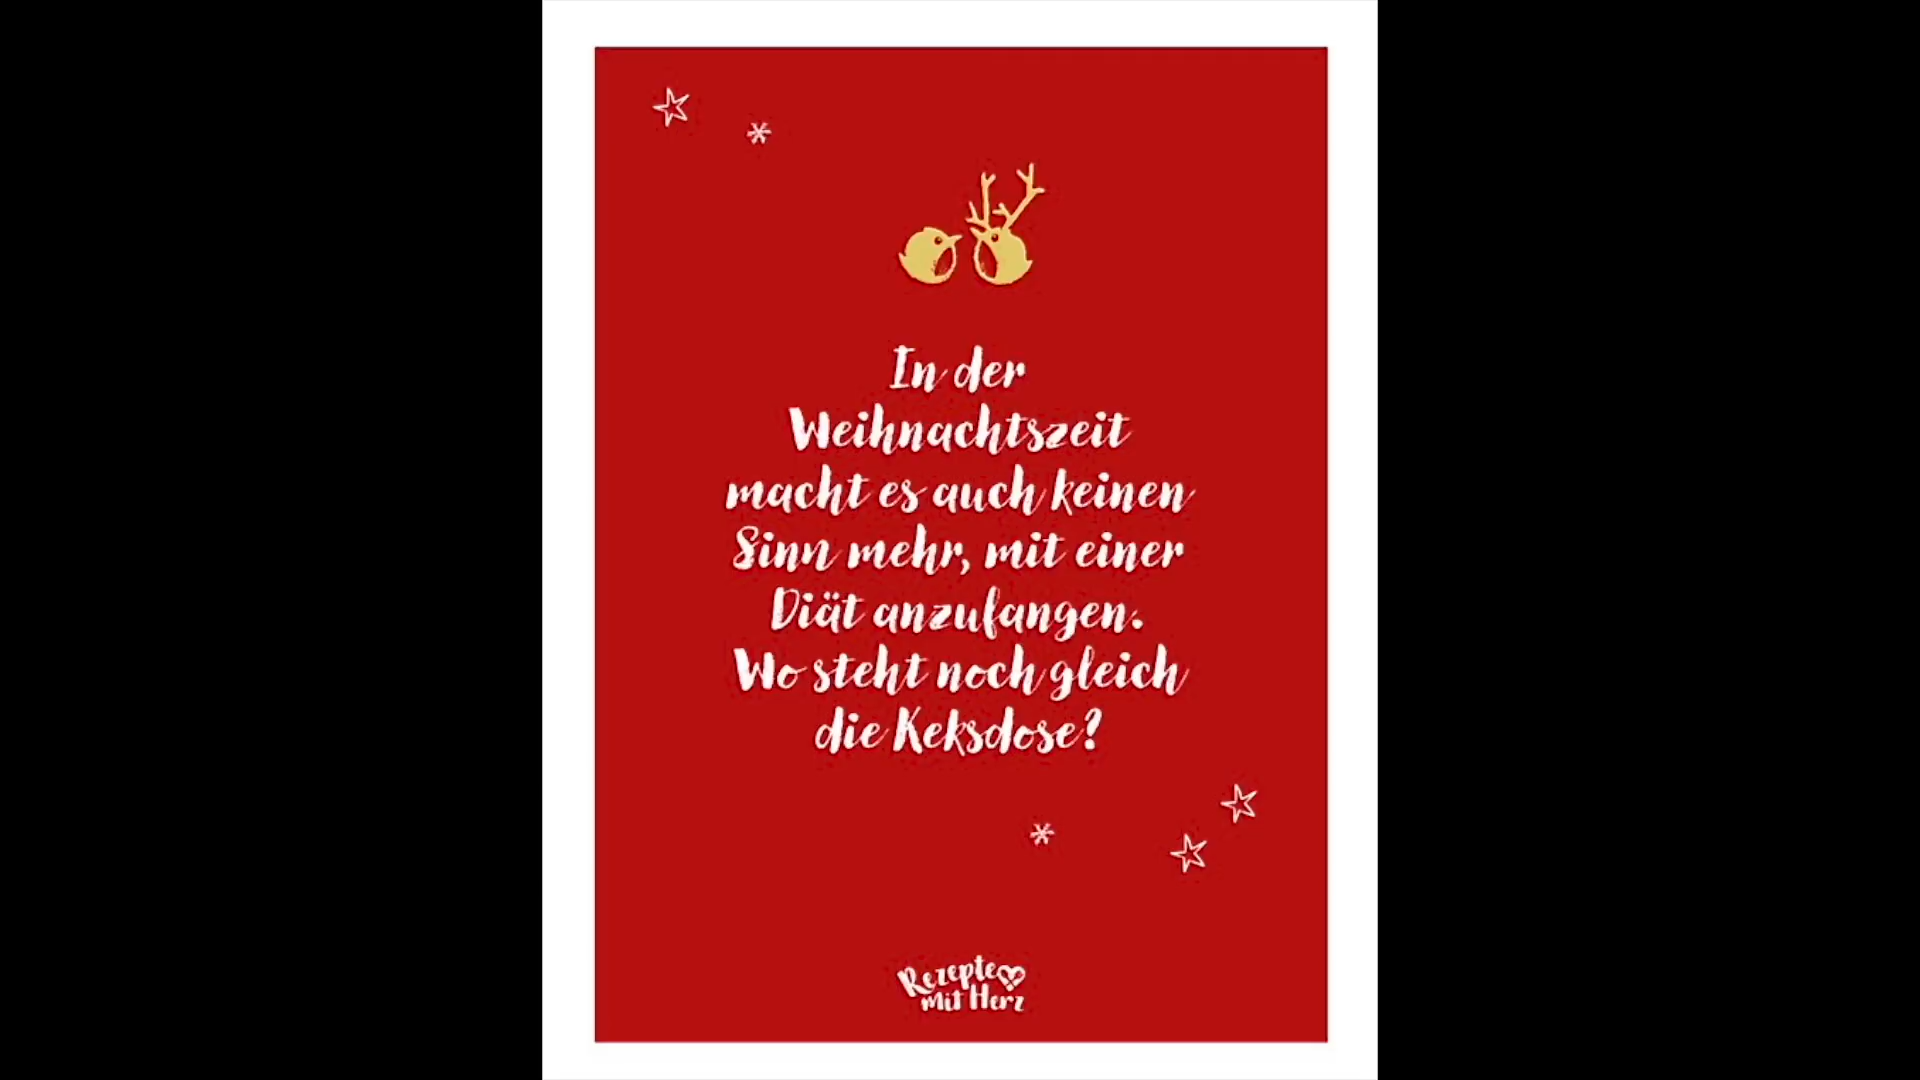 In der
Weihnachtszeit
macht es auch keinen
Sinn mehr, mit einer
Diät anzufangen.
Wo steht noch gleich
die Keksdose?
Rezepte
mit Herz